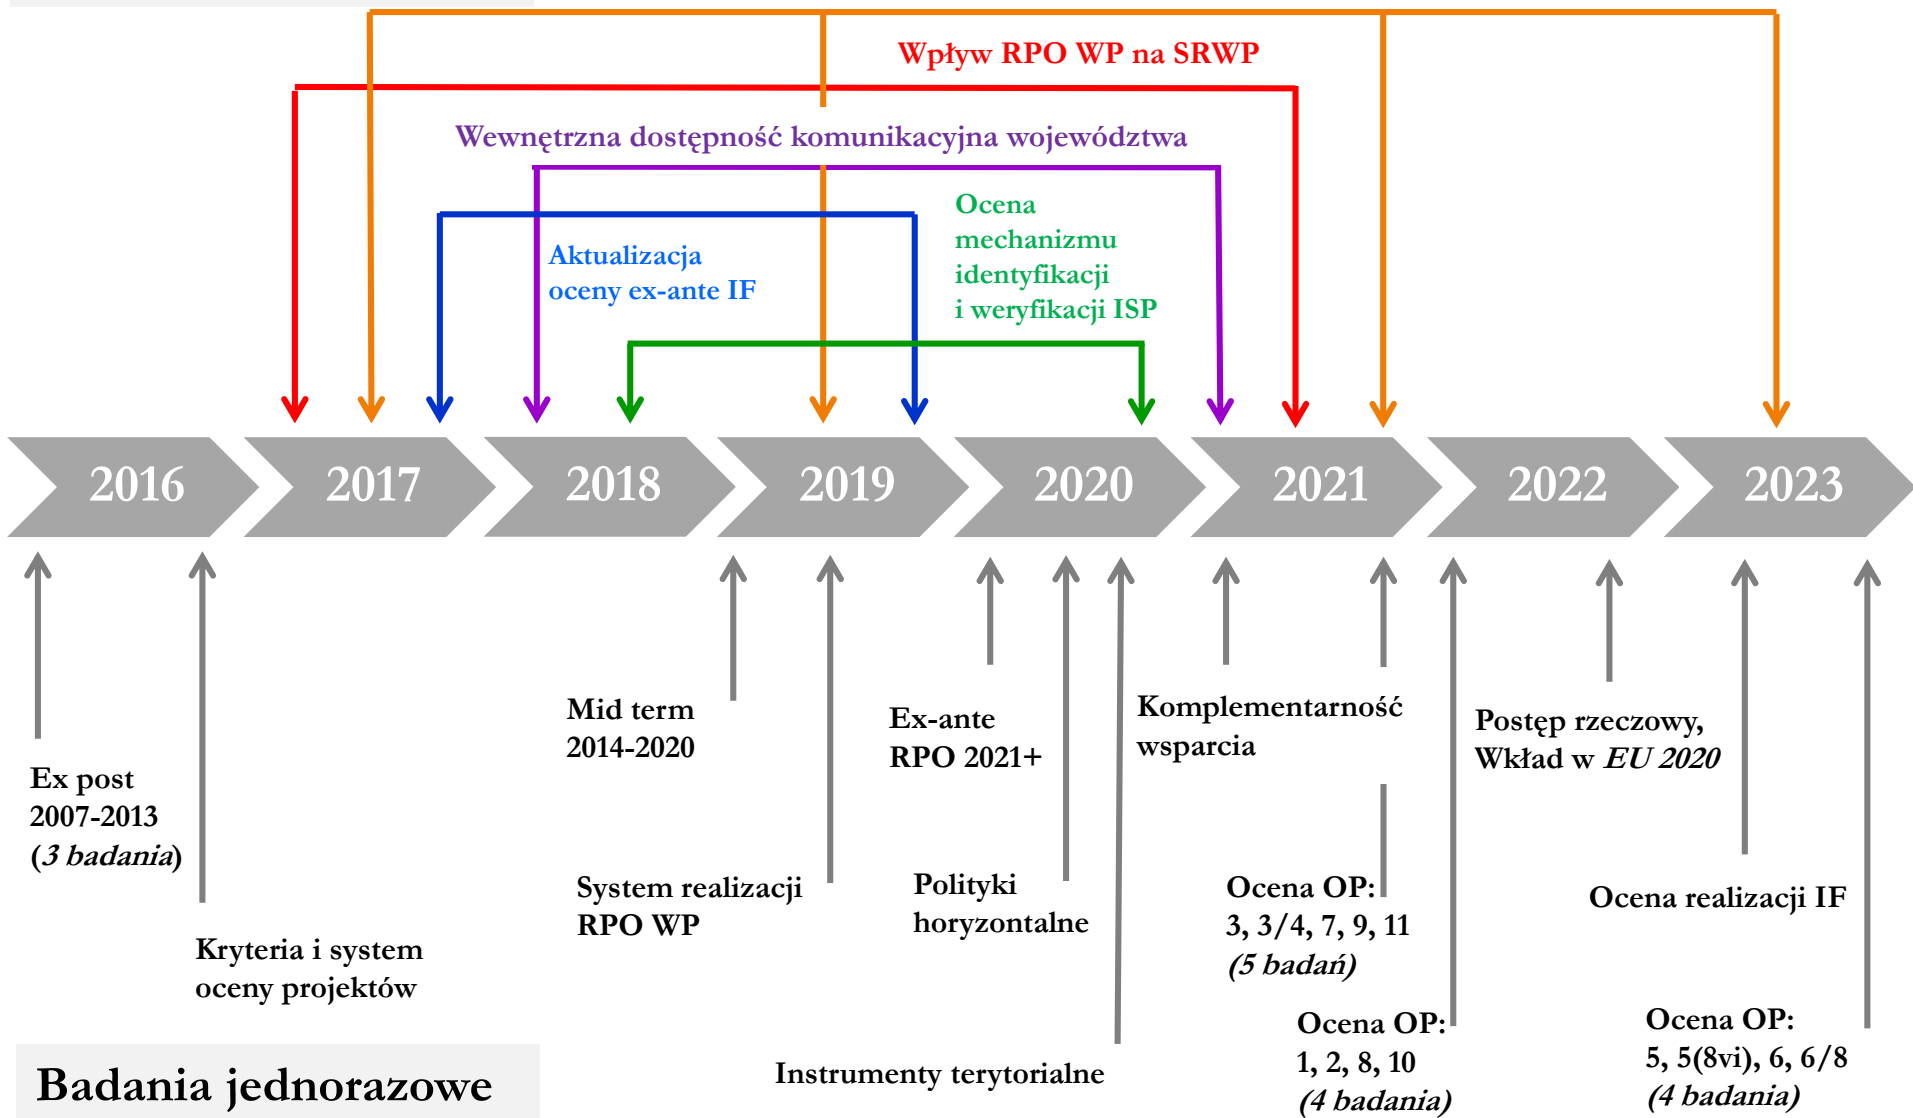 Wpływ RPO WP na SRWP
Wewnętrzna dostępność komunikacyjna województwa
Ocena
mechanizmu
identyfikacji
i weryfikacji ISP
Aktualizacja
oceny ex-ante IF
2016
2017
2018
2019
2020
2021
2022
2023
Ex post
2007-2013
(3 badania)
Kryteria i system
oceny projektów
Mid term
2014-2020
System realizacji
RPO WP
Ex-ante
RPO 2021+
Polityki
horyzontalne
Instrumenty terytorialne
Komplementarność
wsparcia
Ocena OP:
3, 3/4, 7, 9, 11
(5 badań)
Ocena OP:
1, 2, 8, 10
(4 badania)
Postęp rzeczowy,
Wkład w EU 2020
Ocena realizacji IF
Ocena OP:
5, 5(8vi), 6, 6/8
(4 badania)
Badania jednorazowe